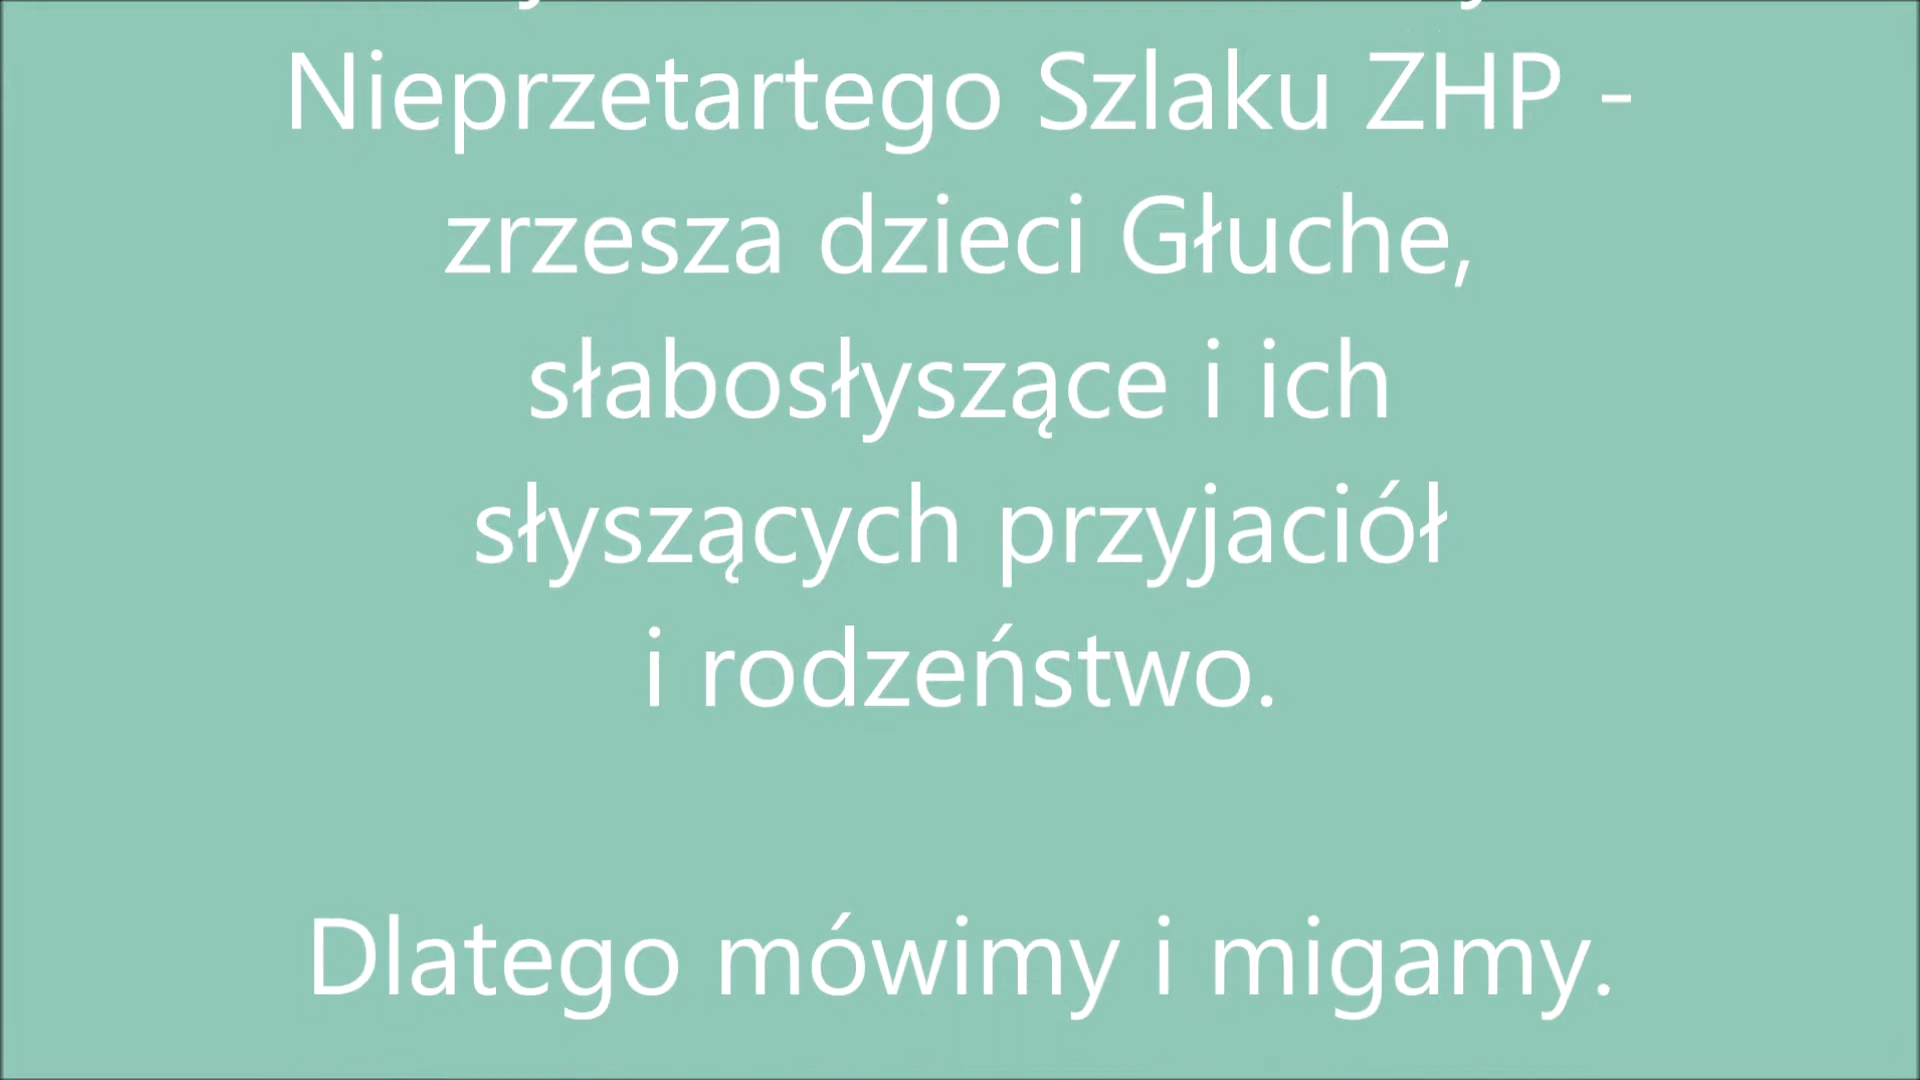 Nieprzetartego Szlaku ZHP -
zrzesza dzieci Głuche,
słabosłyszące i ich
słyszących przyjaciół
i rodzeństwo.
Dlatego mówimy i migamy.